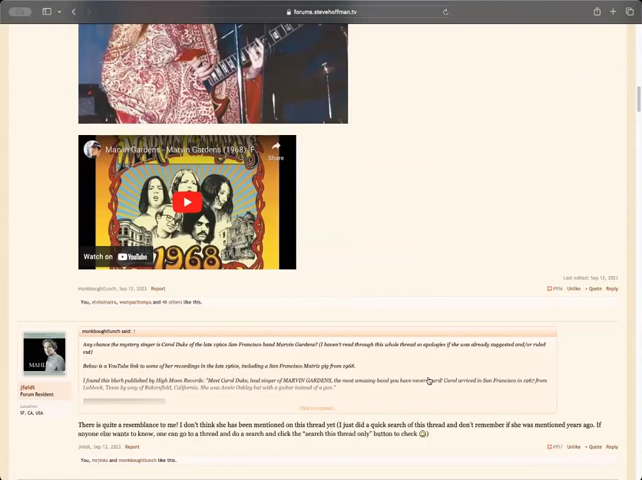 forums.stevehoffman.tv
Marvin Gardens - Marvin Gardens (1968) F
Share
MARVIN GARDENS
1968
Watch on YouTube
Last edited: Sep 12, 2023
monkboughtlunch, Sep 12, 2023 Report
#956 Unlike + Quote Reply
You, elvisizvaira, wampachempa and 46 others like this.
monkboughtlunch said: ↑
Any chance the mystery singer is Carol Duke of the late 1960s San Francisco band Marvin Gardens? (I haven't read through this whole thread so apologies if she was already suggested and/or ruled
out)
Below is a YouTube link to some of her recordings in the late 1960s, including a San Francisco Matrix gig from 1968.
I found this blurb published by High Moon Records: "Meet Carol Duke, lead singer of MARVIN GARDENS, the most amazing band you have never heard! Carol arrived in San Francisco in 1967 from
Lubbock, Texas by way of Bakersfield, California. She was Annie Oakley but with a guitar instead of a gun."
Click to expand...
MAHLER
jfeldt
Forum Resident
Location:
SF, CA, USA
There is quite a resemblance to me! I don't think she has been mentioned on this thread yet (I just did a quick search of this thread and don't remember if she was mentioned years ago. If
anyone else wants to know, one can go to a thread and do a search and click the "search this thread only" button to check 😉)
jfeldt, Sep 12, 2023 Report
#957 Unlike + Quote Reply
You, mrjinks and monkboughtlunch like this.